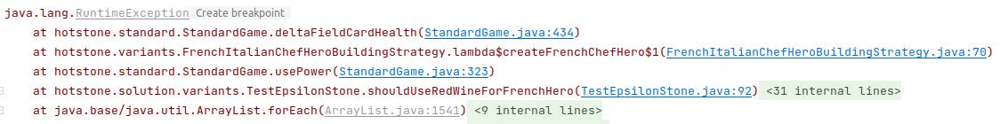 java.lang.RuntimeException Create breakpoint
at hotstone.standard.StandardGame.deltaFieldCardHealth(StandardGame.java:434)
at hotstone.variants.FrenchItalianChefHeroBuildingStrategy.lambda$createFrenchChefHero$1(FrenchItalianChefHeroBuildingStrategy.java:70)
at hotstone.standard.StandardGame.usePower(StandardGame.java:323)
at hotstone.solution.variants.TestEpsilonStone.shouldUseRedWineForFrenchHero(TestEpsilonStone.java:92) <31 internal lines>
at java.base/java.util.ArrayList.forEach(ArrayList.java:1541) <9 internal lines>